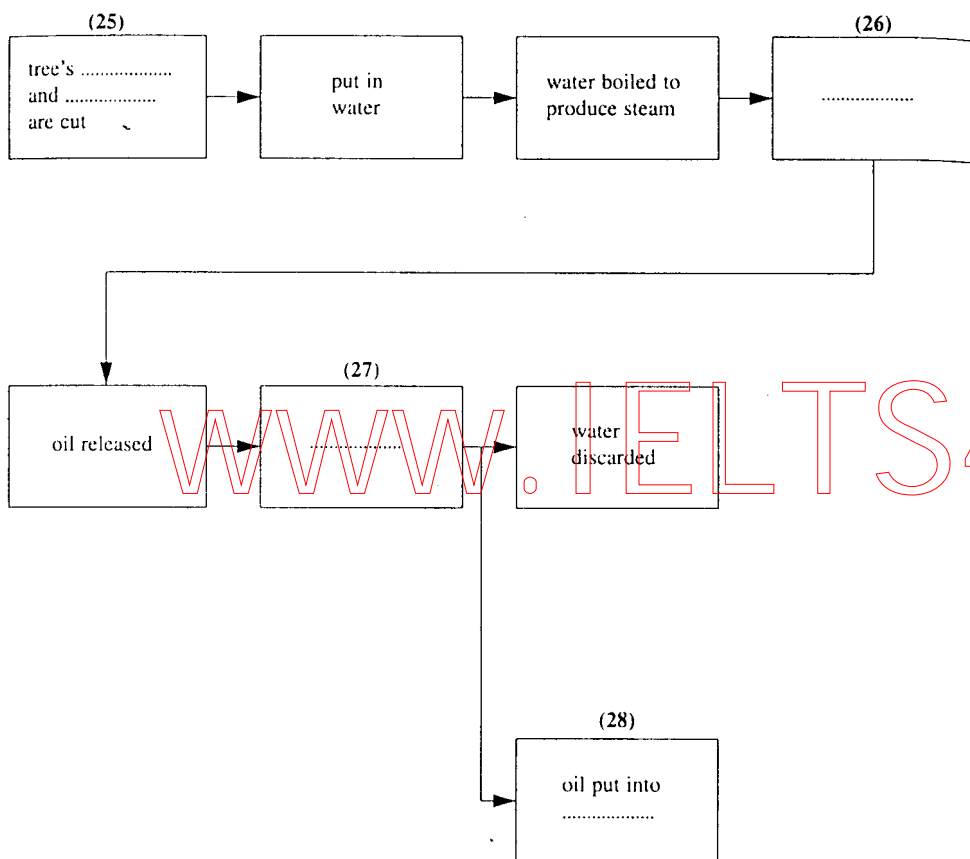 (25)
tree's ...................
and ...................
are cut
put in
water
water boiled to
produce steam
(26)
...................
oil released
(27)
...................
water
discarded
(28)
oil put into
...................
www.IELTS